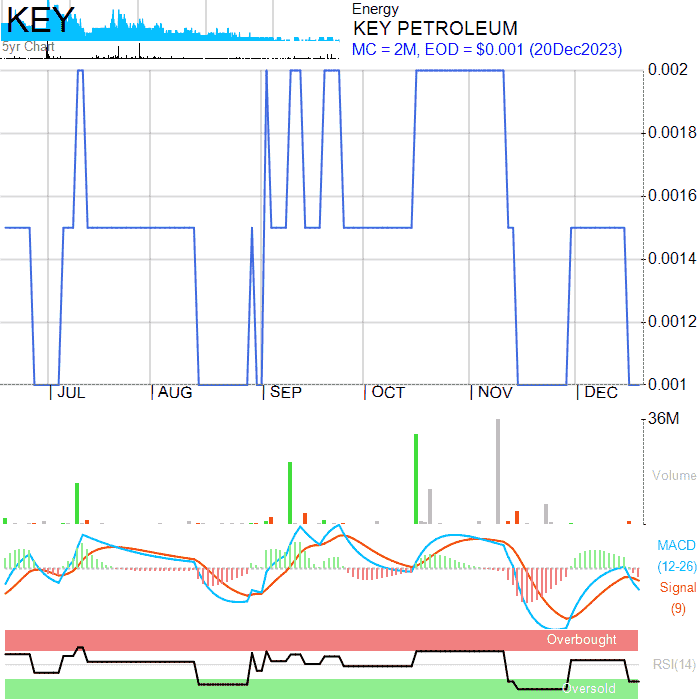 KEY
5yr Chart
Energy
KEY PETROLEUM
MC = 2M, EOD = $0.001 (20Dec2023)
0.002
0.0018
0.0016
0.0014
0.0012
0.001
JUL AUG SEP OCT NOV DEC
36M
Volume
MACD
(12-26)
Signal
(9)
Overbought
RSI(14)
Oversold